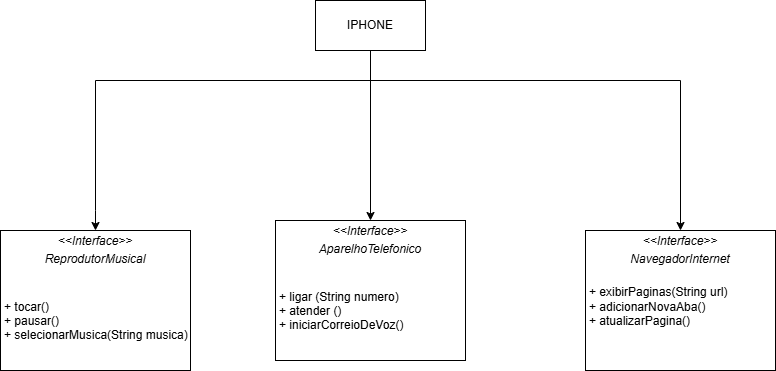 IPHONE
<<Interface>>
ReprodutorMusical
+ tocar()
+ pausar()
+ selecionarMusica(String musica)
<<Interface>>
AparelhoTelefonico
+ ligar (String numero)
+ atender ()
+ iniciarCorreioDeVoz()
<<Interface>>
NavegadorInternet
+ exibirPaginas(String url)
+ adicionarNovaAba()
+ atualizarPagina()